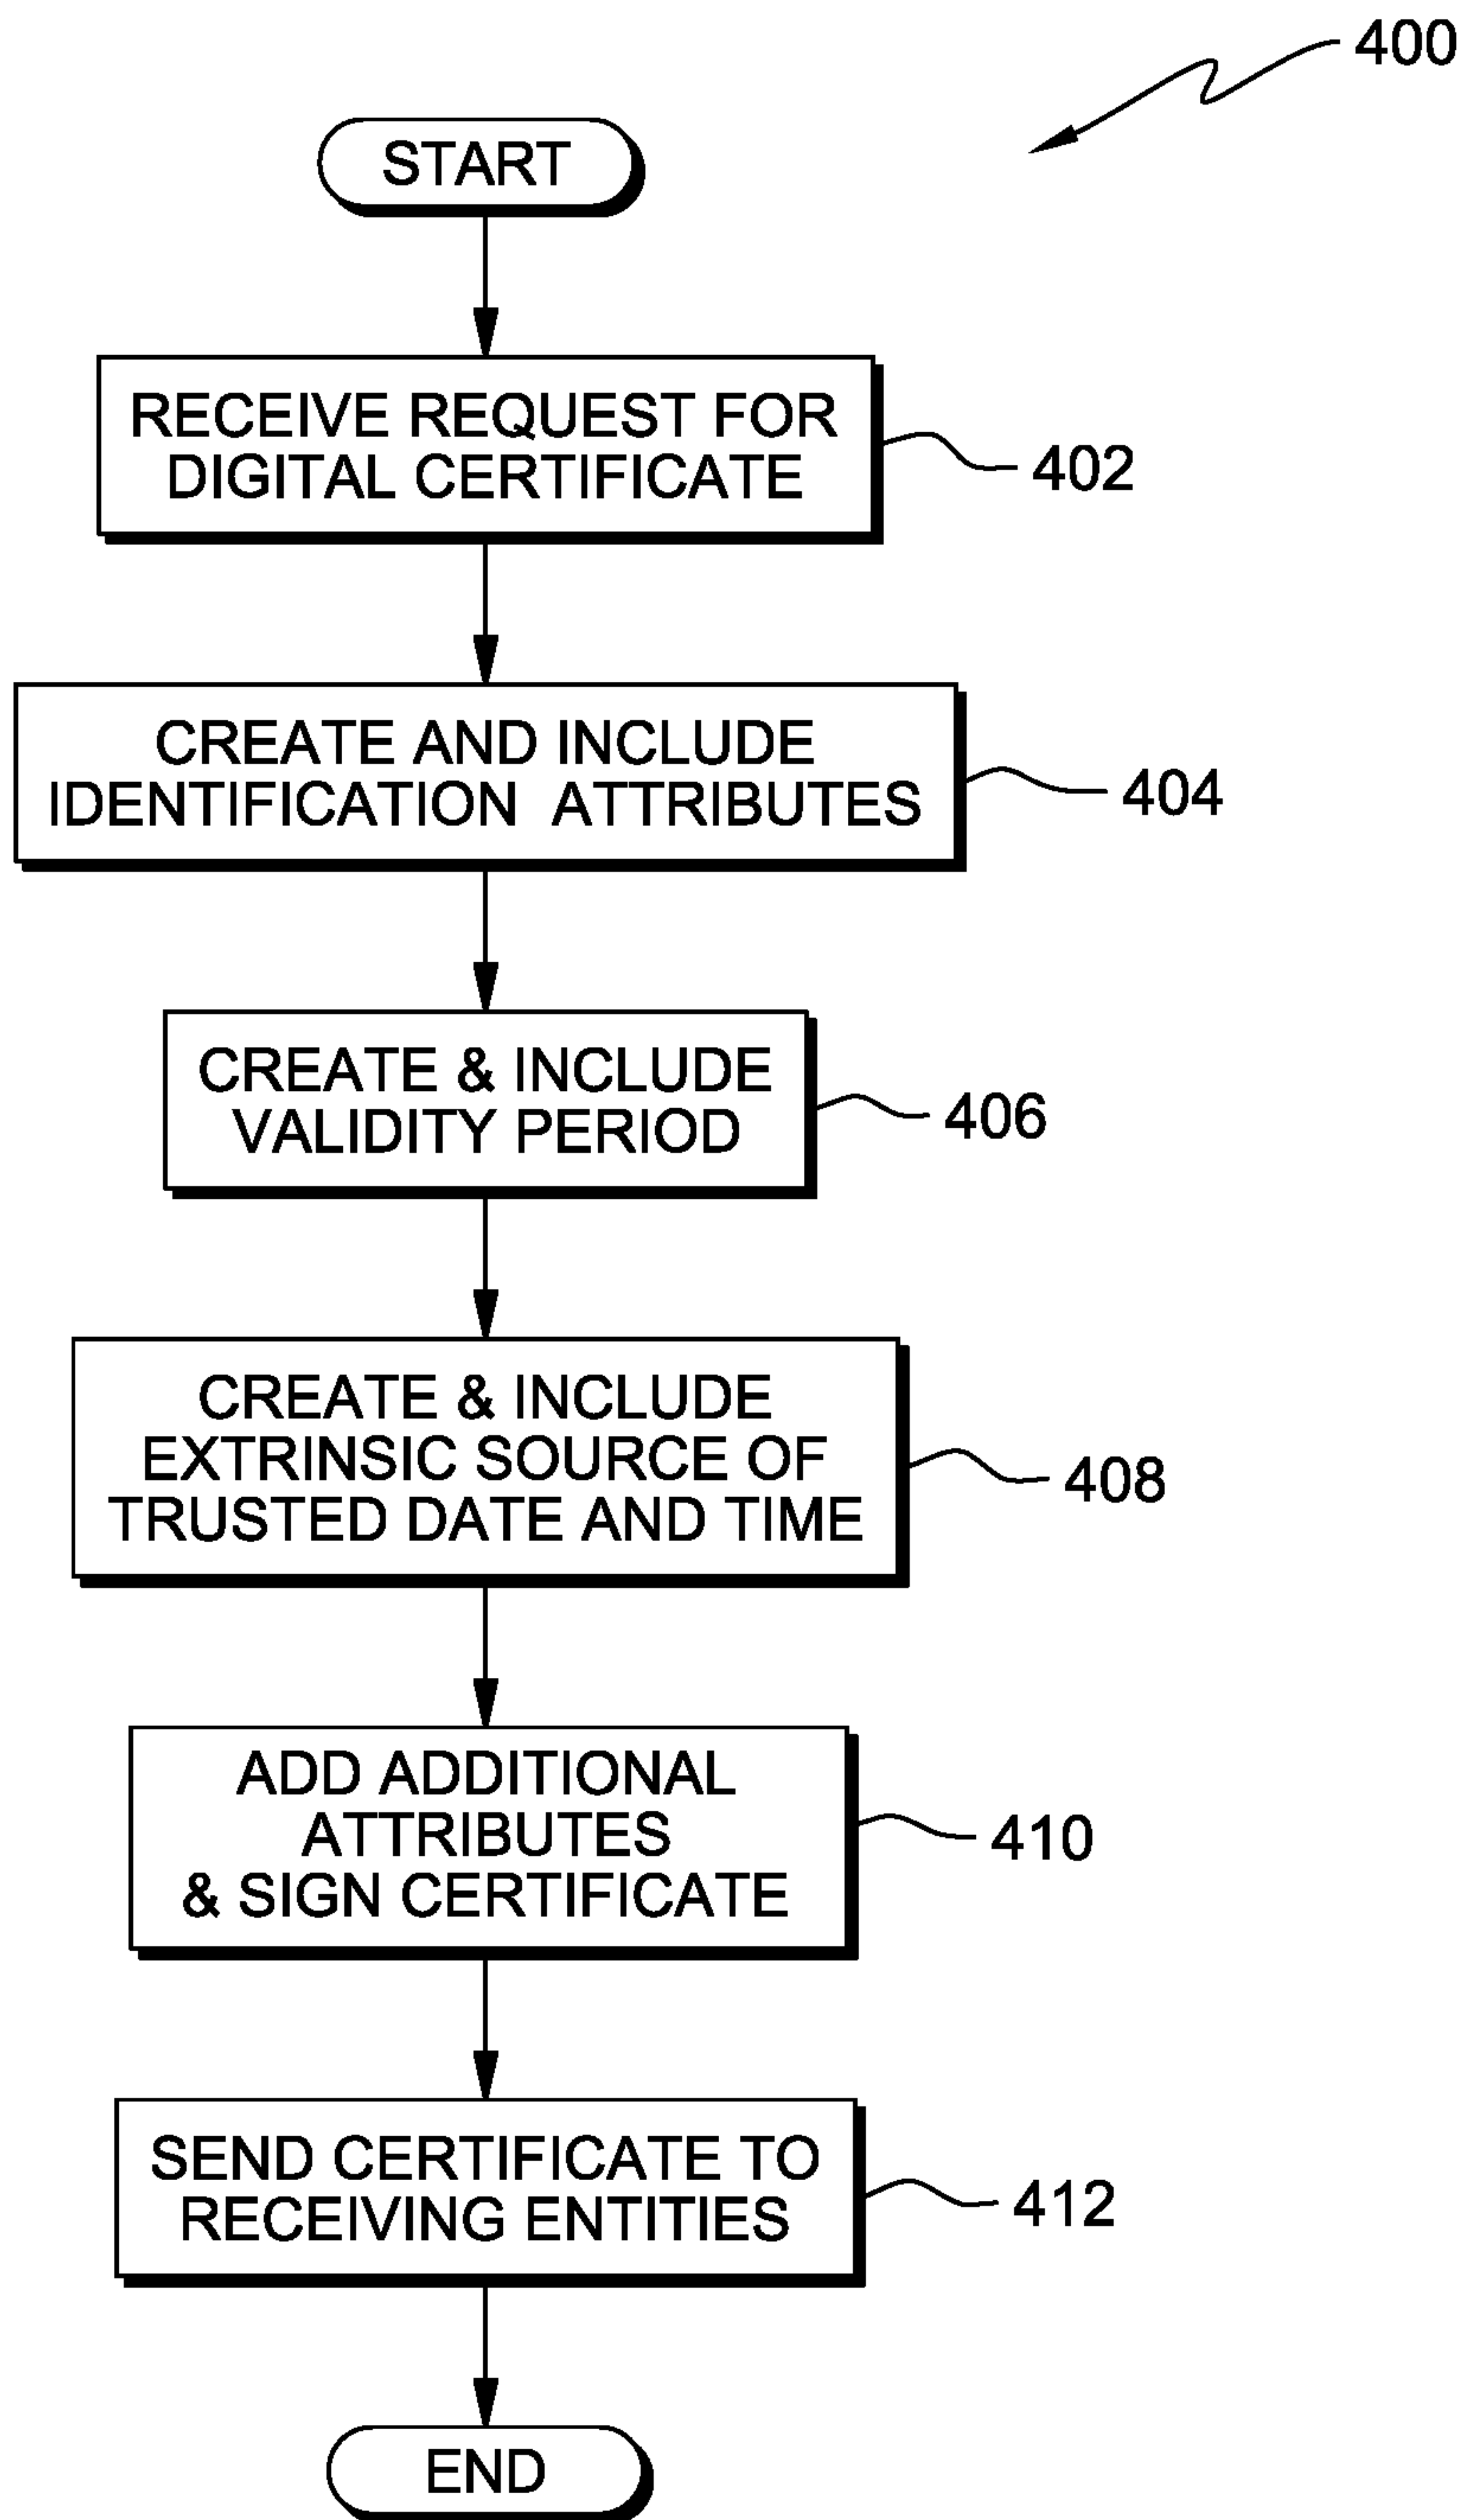 400
START
RECEIVE REQUEST FOR
DIGITAL CERTIFICATE
402
CREATE AND INCLUDE
IDENTIFICATION ATTRIBUTES
404
CREATE & INCLUDE
VALIDITY PERIOD
406
CREATE & INCLUDE
EXTRINSIC SOURCE OF
TRUSTED DATE AND TIME
408
ADD ADDITIONAL
ATTRIBUTES
& SIGN CERTIFICATE
410
SEND CERTIFICATE TO
RECEIVING ENTITIES
412
END